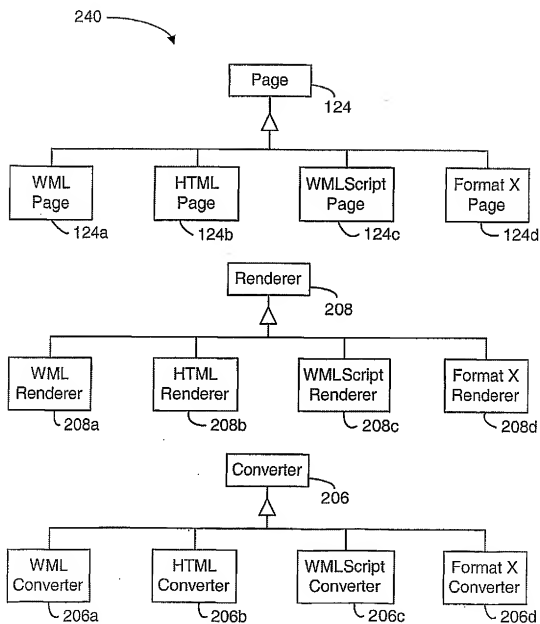 240
Page
124
WML
Page
HTML
Page
WMLScript
Page
Format X
Page
124a
124b
124c
124d
Renderer
208
WML
Renderer
HTML
Renderer
WMLScript
Renderer
Format X
Renderer
208a
208b
208c
208d
Converter
206
WML
Converter
HTML
Converter
WMLScript
Converter
Format X
Converter
206a
206b
206c
206d